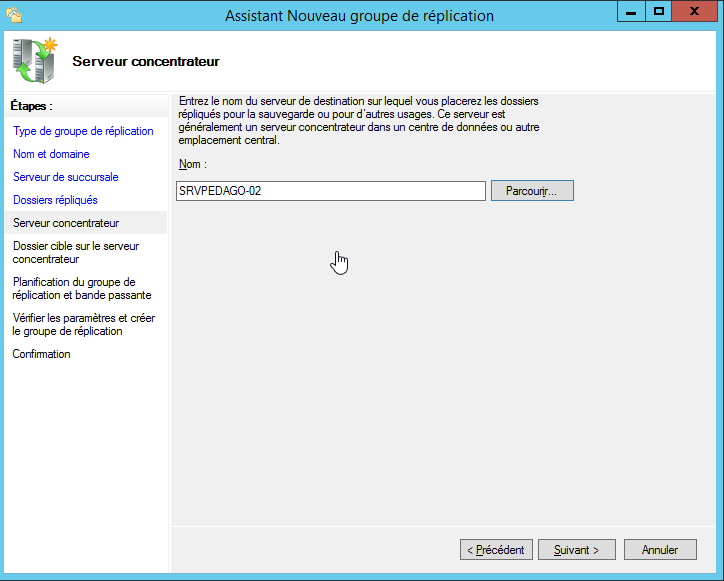 Assistant Nouveau groupe de réplication
Serveur concentrateur
Étapes :
Type de groupe de réplication
Nom et domaine
Serveur de succursale
Dossiers répliqués
Serveur concentrateur
Dossier cible sur le serveur
concentrateur
Planification du groupe de
réplication et bande passante
Vérifier les paramètres et créer
le groupe de réplication
Confirmation
Entrez le nom du serveur de destination sur lequel vous placerez les dossiers
répliqués pour la sauvegarde ou pour d'autres usages. Ce serveur est
généralement un serveur concentrateur dans un centre de données ou autre
emplacement central.
Nom :
SRVPEDAGO-02
Parcourir...
< Précédent
Suivant >
Annuler